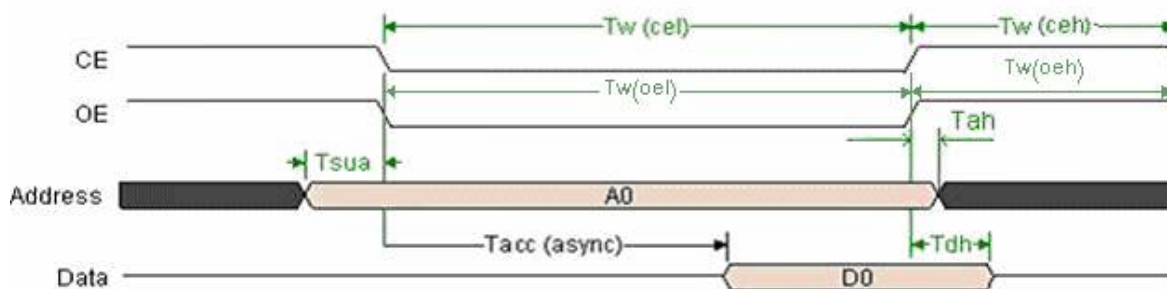 Tw (cel) Tw (ceh)
CE
Tw(oel) Tw(oeh)
OE
Tah
Tsua
Address A0
Tacc (async) Tdh
Data D0